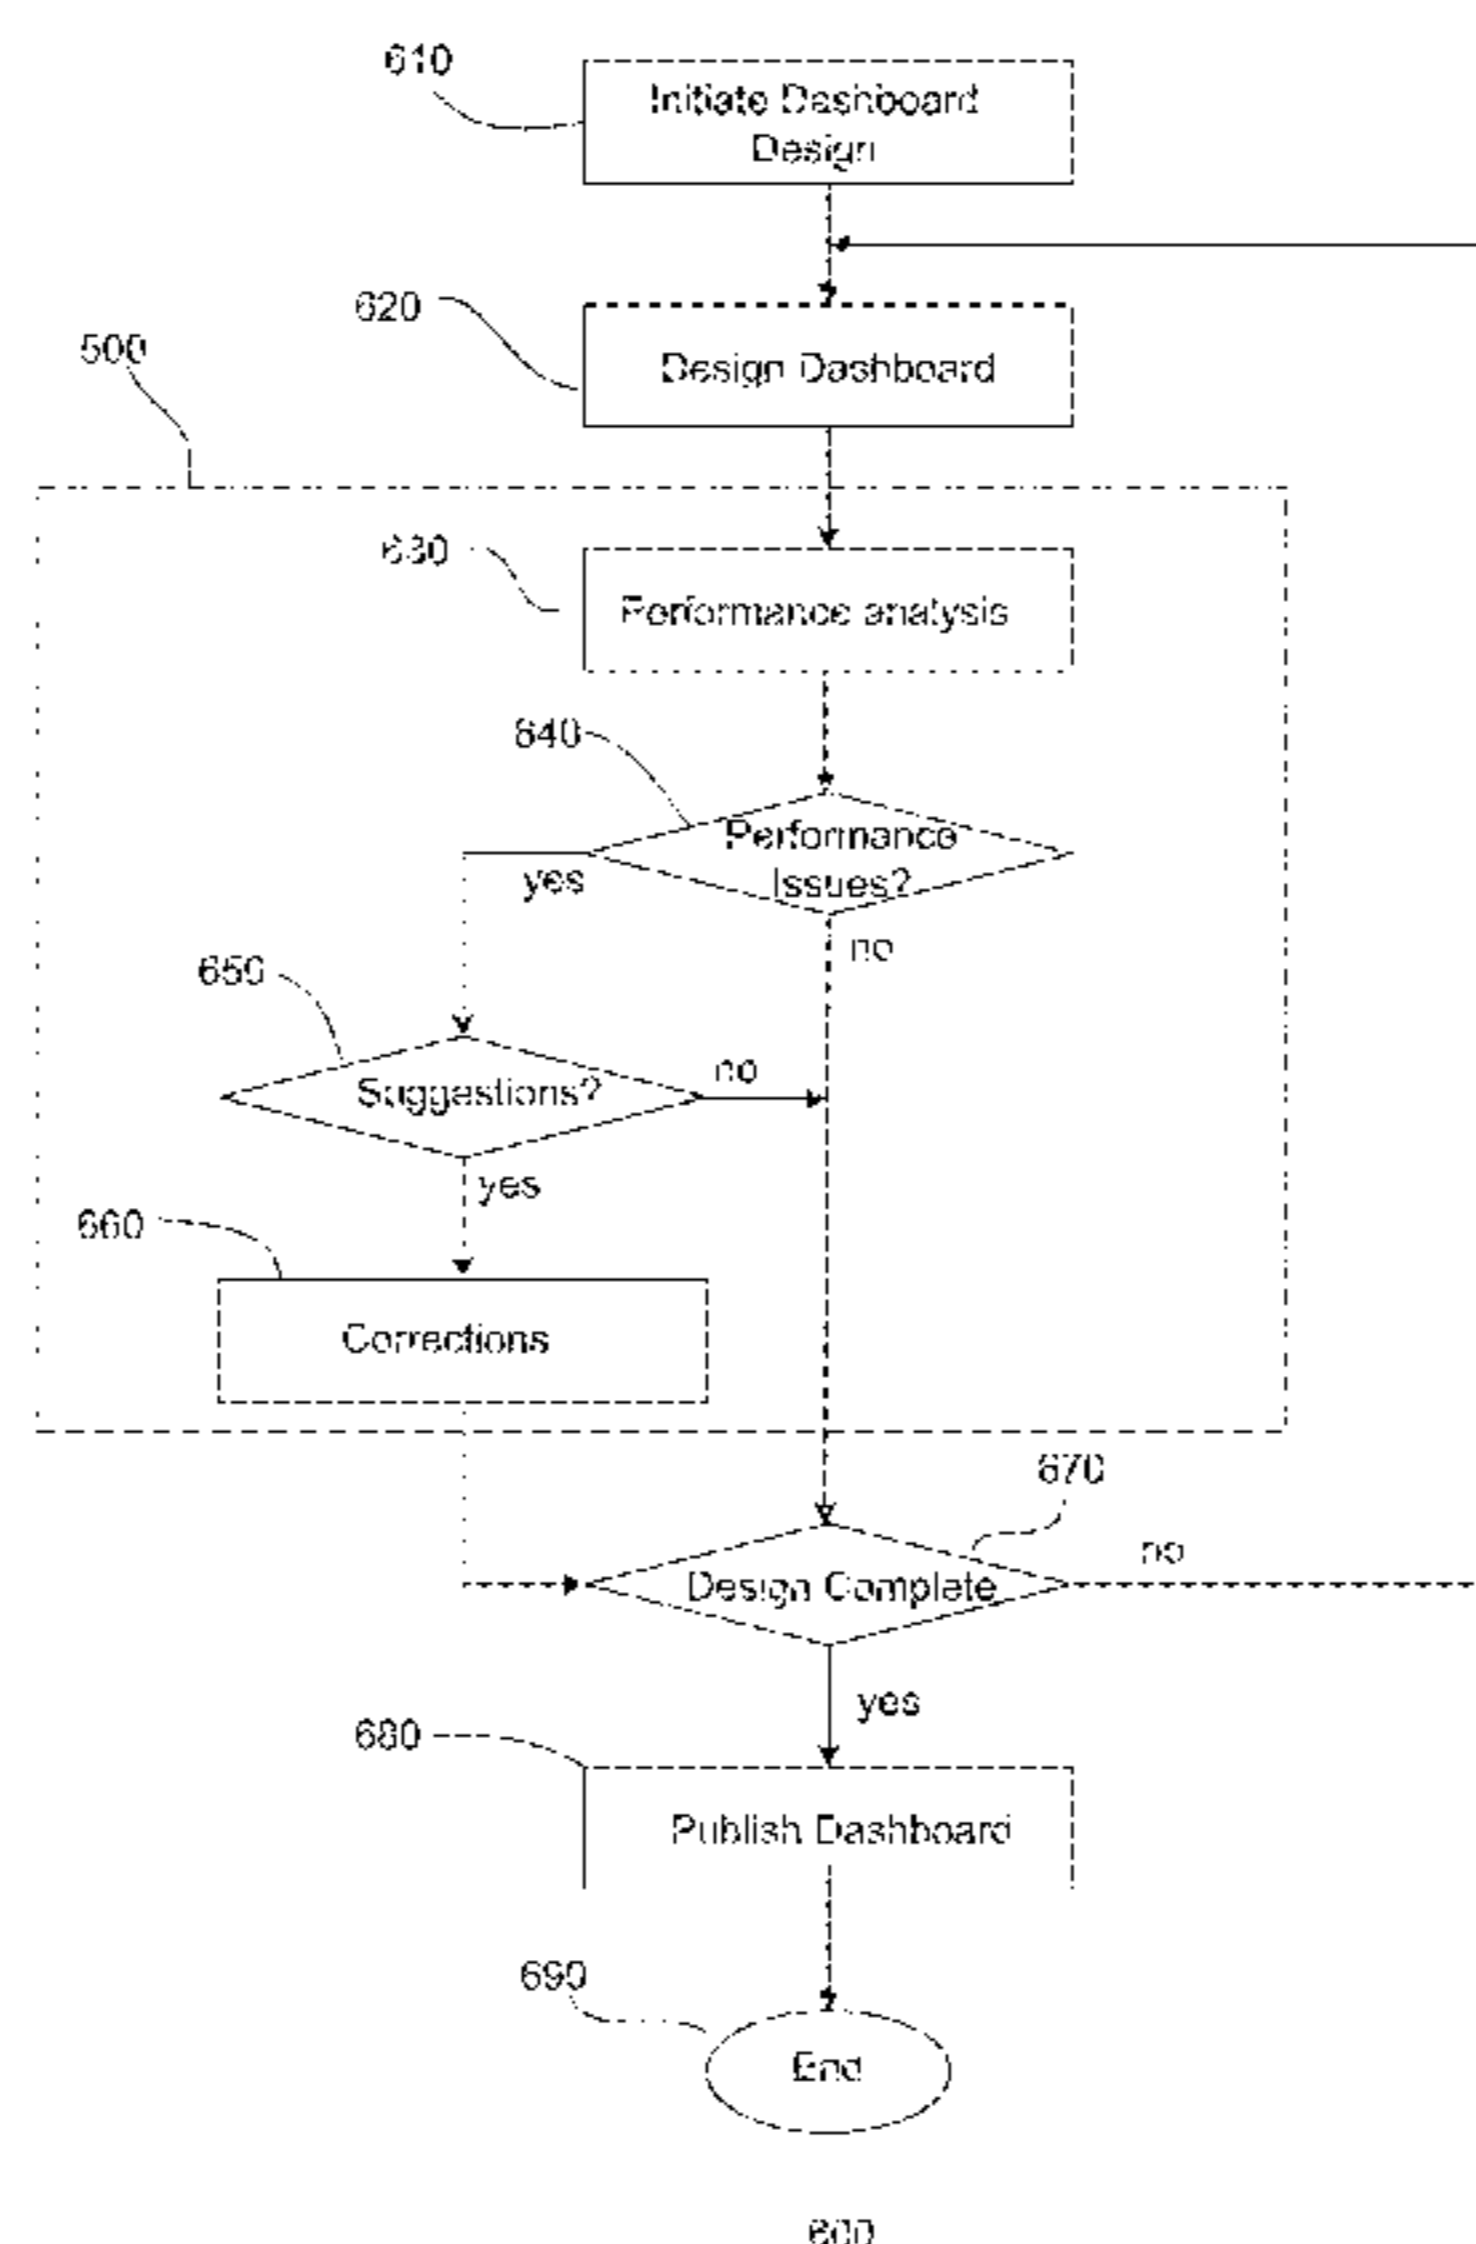 610
Initiate Dashboard
Design
620
Design Dashboard
500
630
Performance analysis
640
Performance
Issues?
yes
no
650
Suggestions?
no
yes
660
Corrections
670
no
Design Complete
yes
680
Publish Dashboard
690
End
600